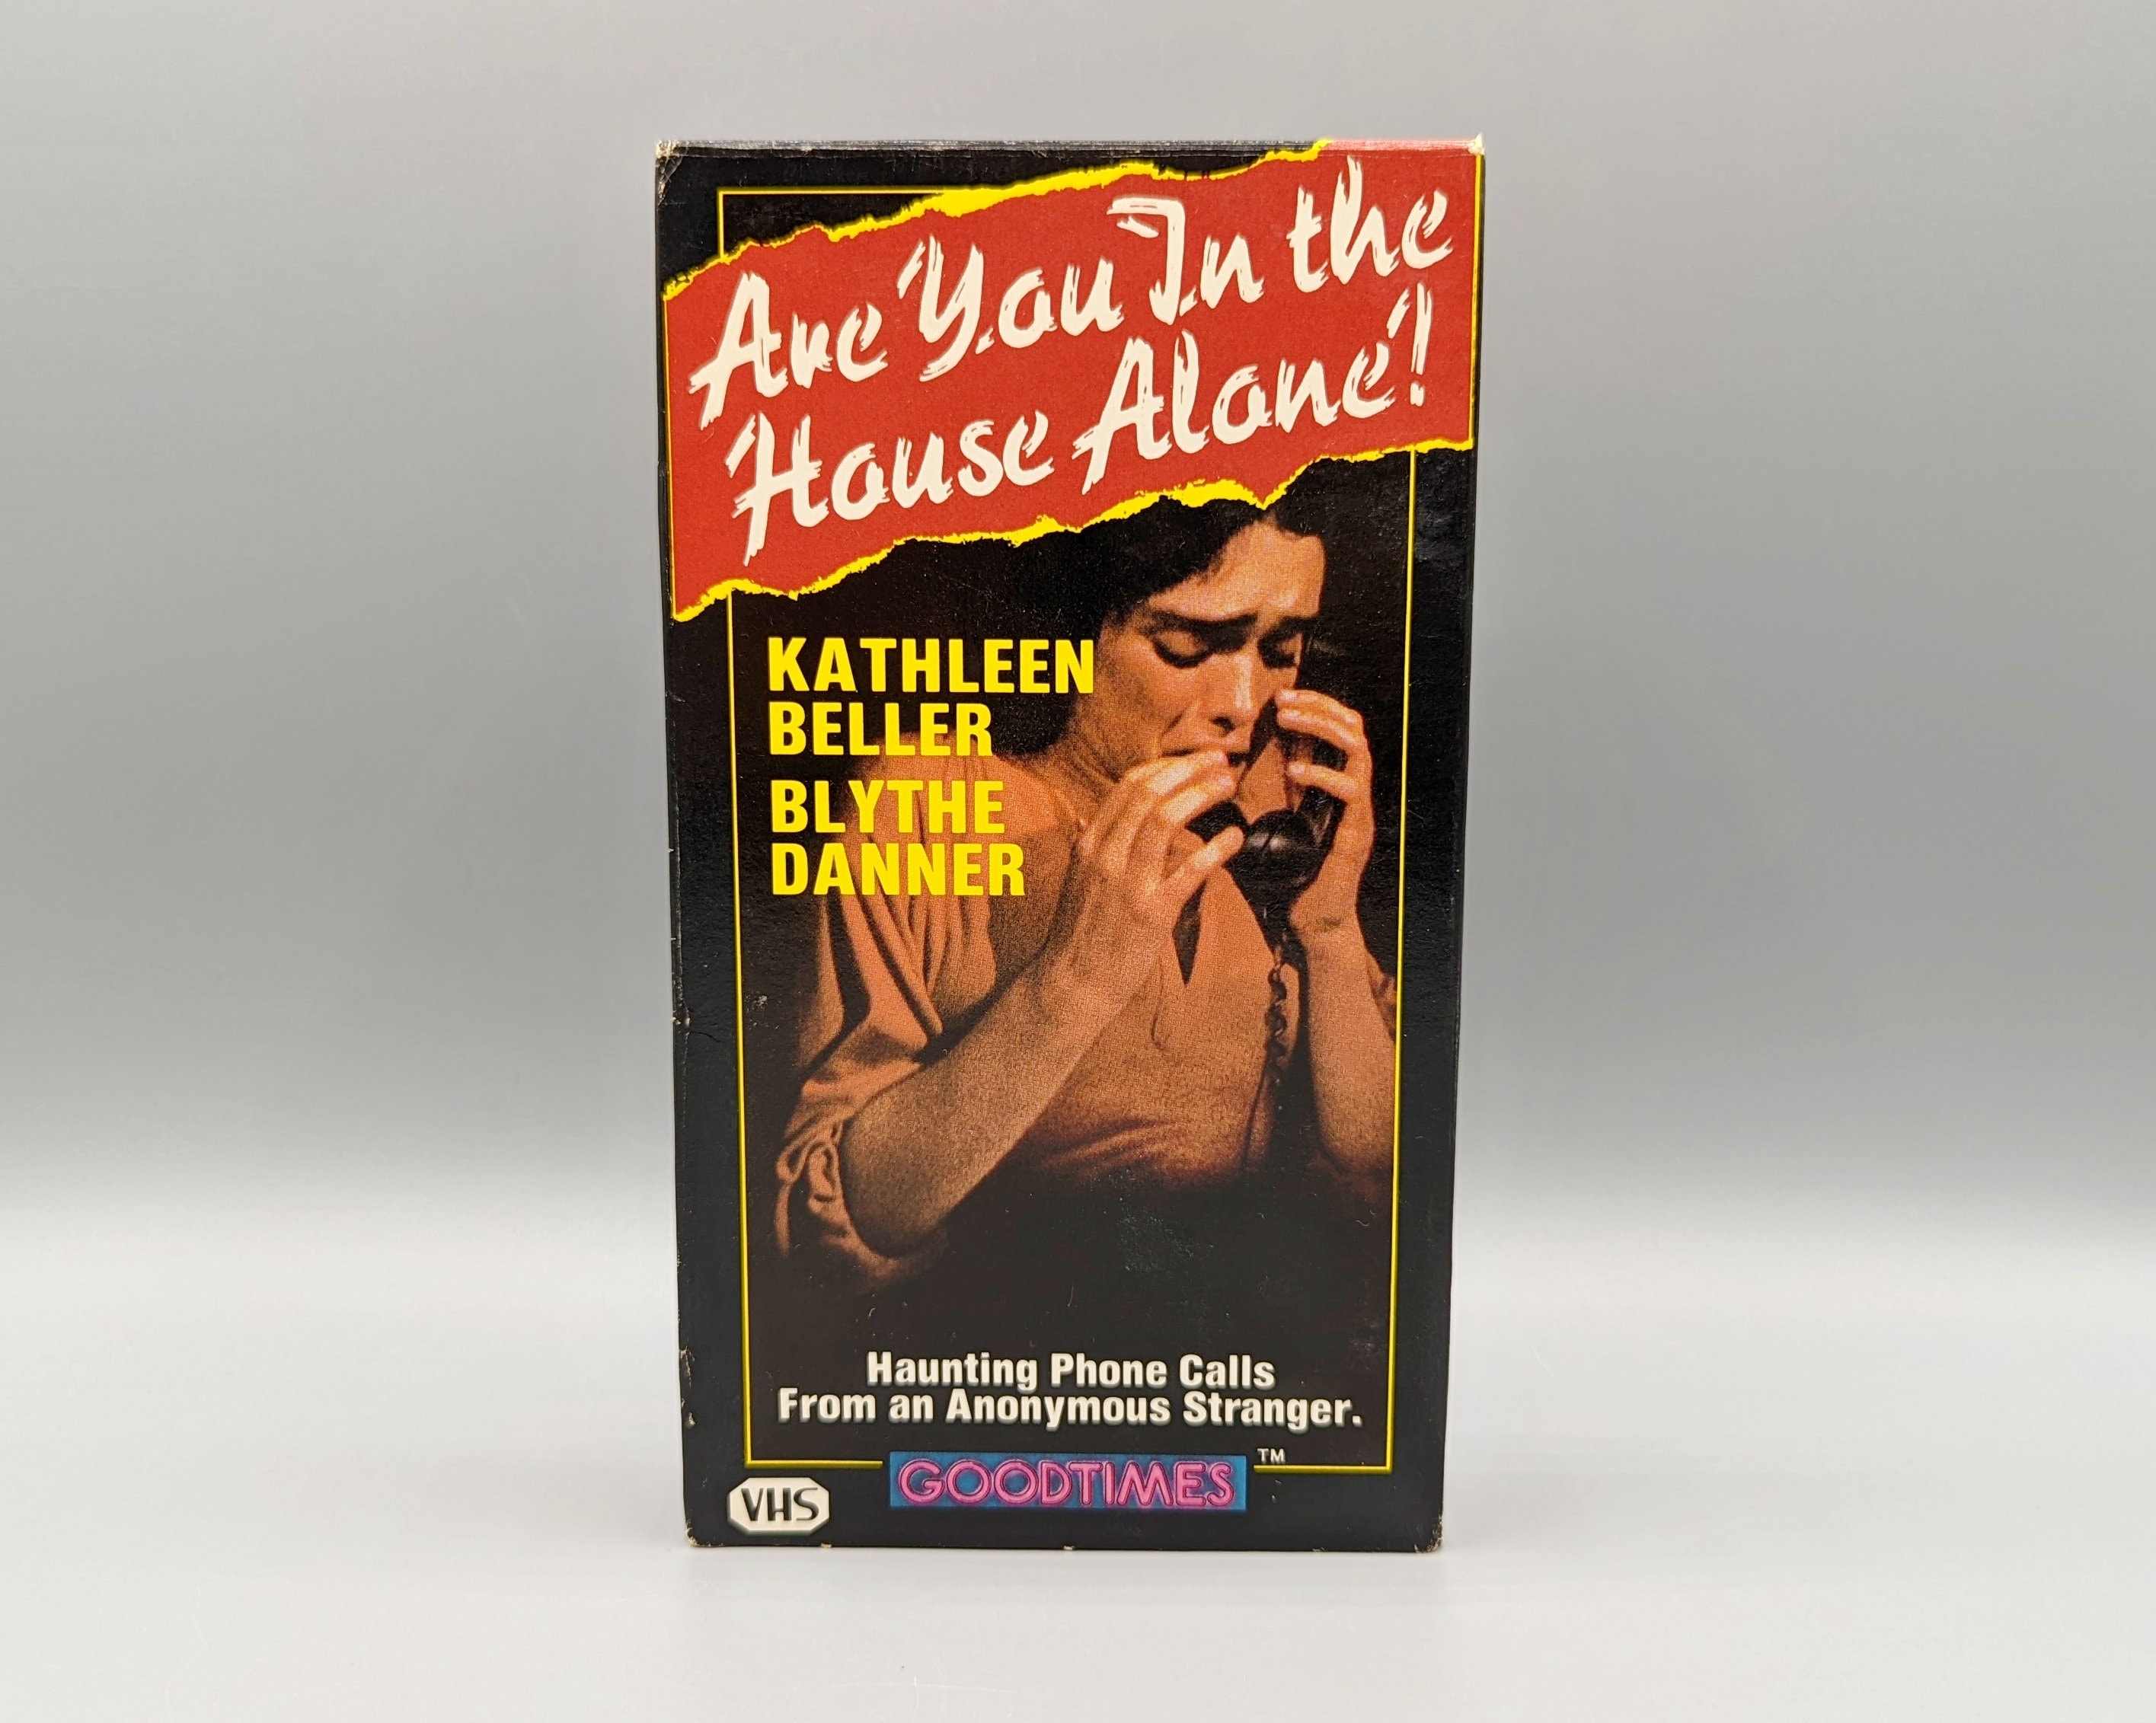 Are You In the
House Alone!
KATHLEEN
BELLER
BLYTHE
DANNER
Haunting Phone Calls
From an Anonymous Stranger.
GOODTIMES TM
VHS